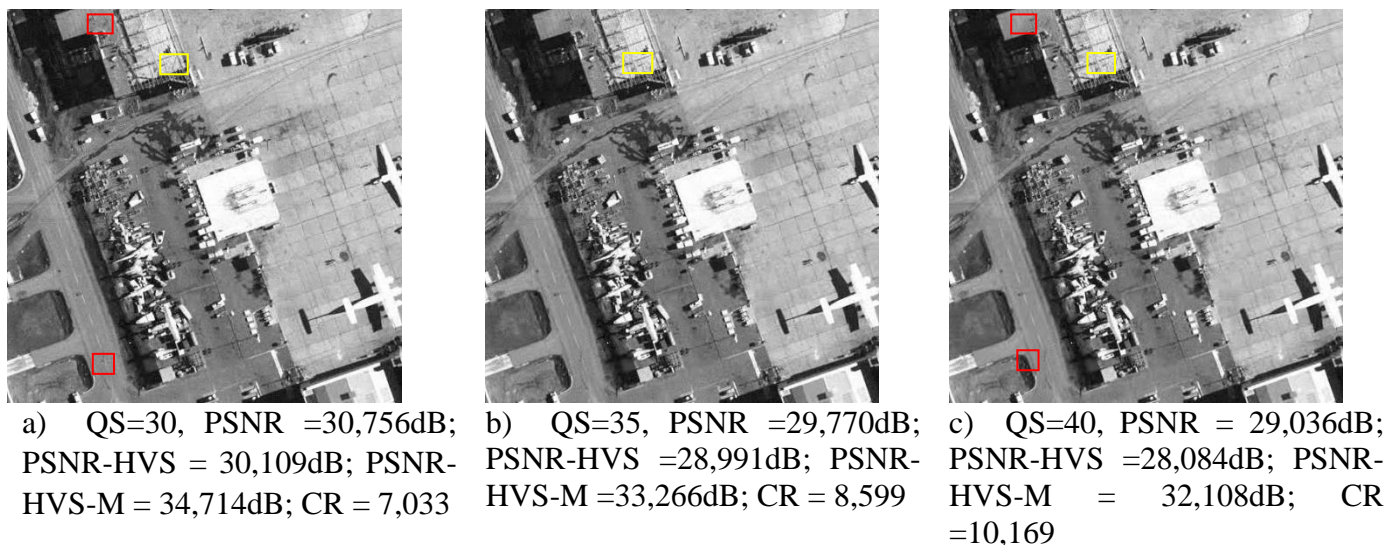 a) QS=30, PSNR =30,756dB;
PSNR-HVS = 30,109dB; PSNR-
HVS-M = 34,714dB; CR = 7,033
b) QS=35, PSNR =29,770dB;
PSNR-HVS =28,991dB; PSNR-
HVS-M =33,266dB; CR = 8,599
c) QS=40, PSNR = 29,036dB;
PSNR-HVS =28,084dB; PSNR-
HVS-M = 32,108dB; CR
=10,169